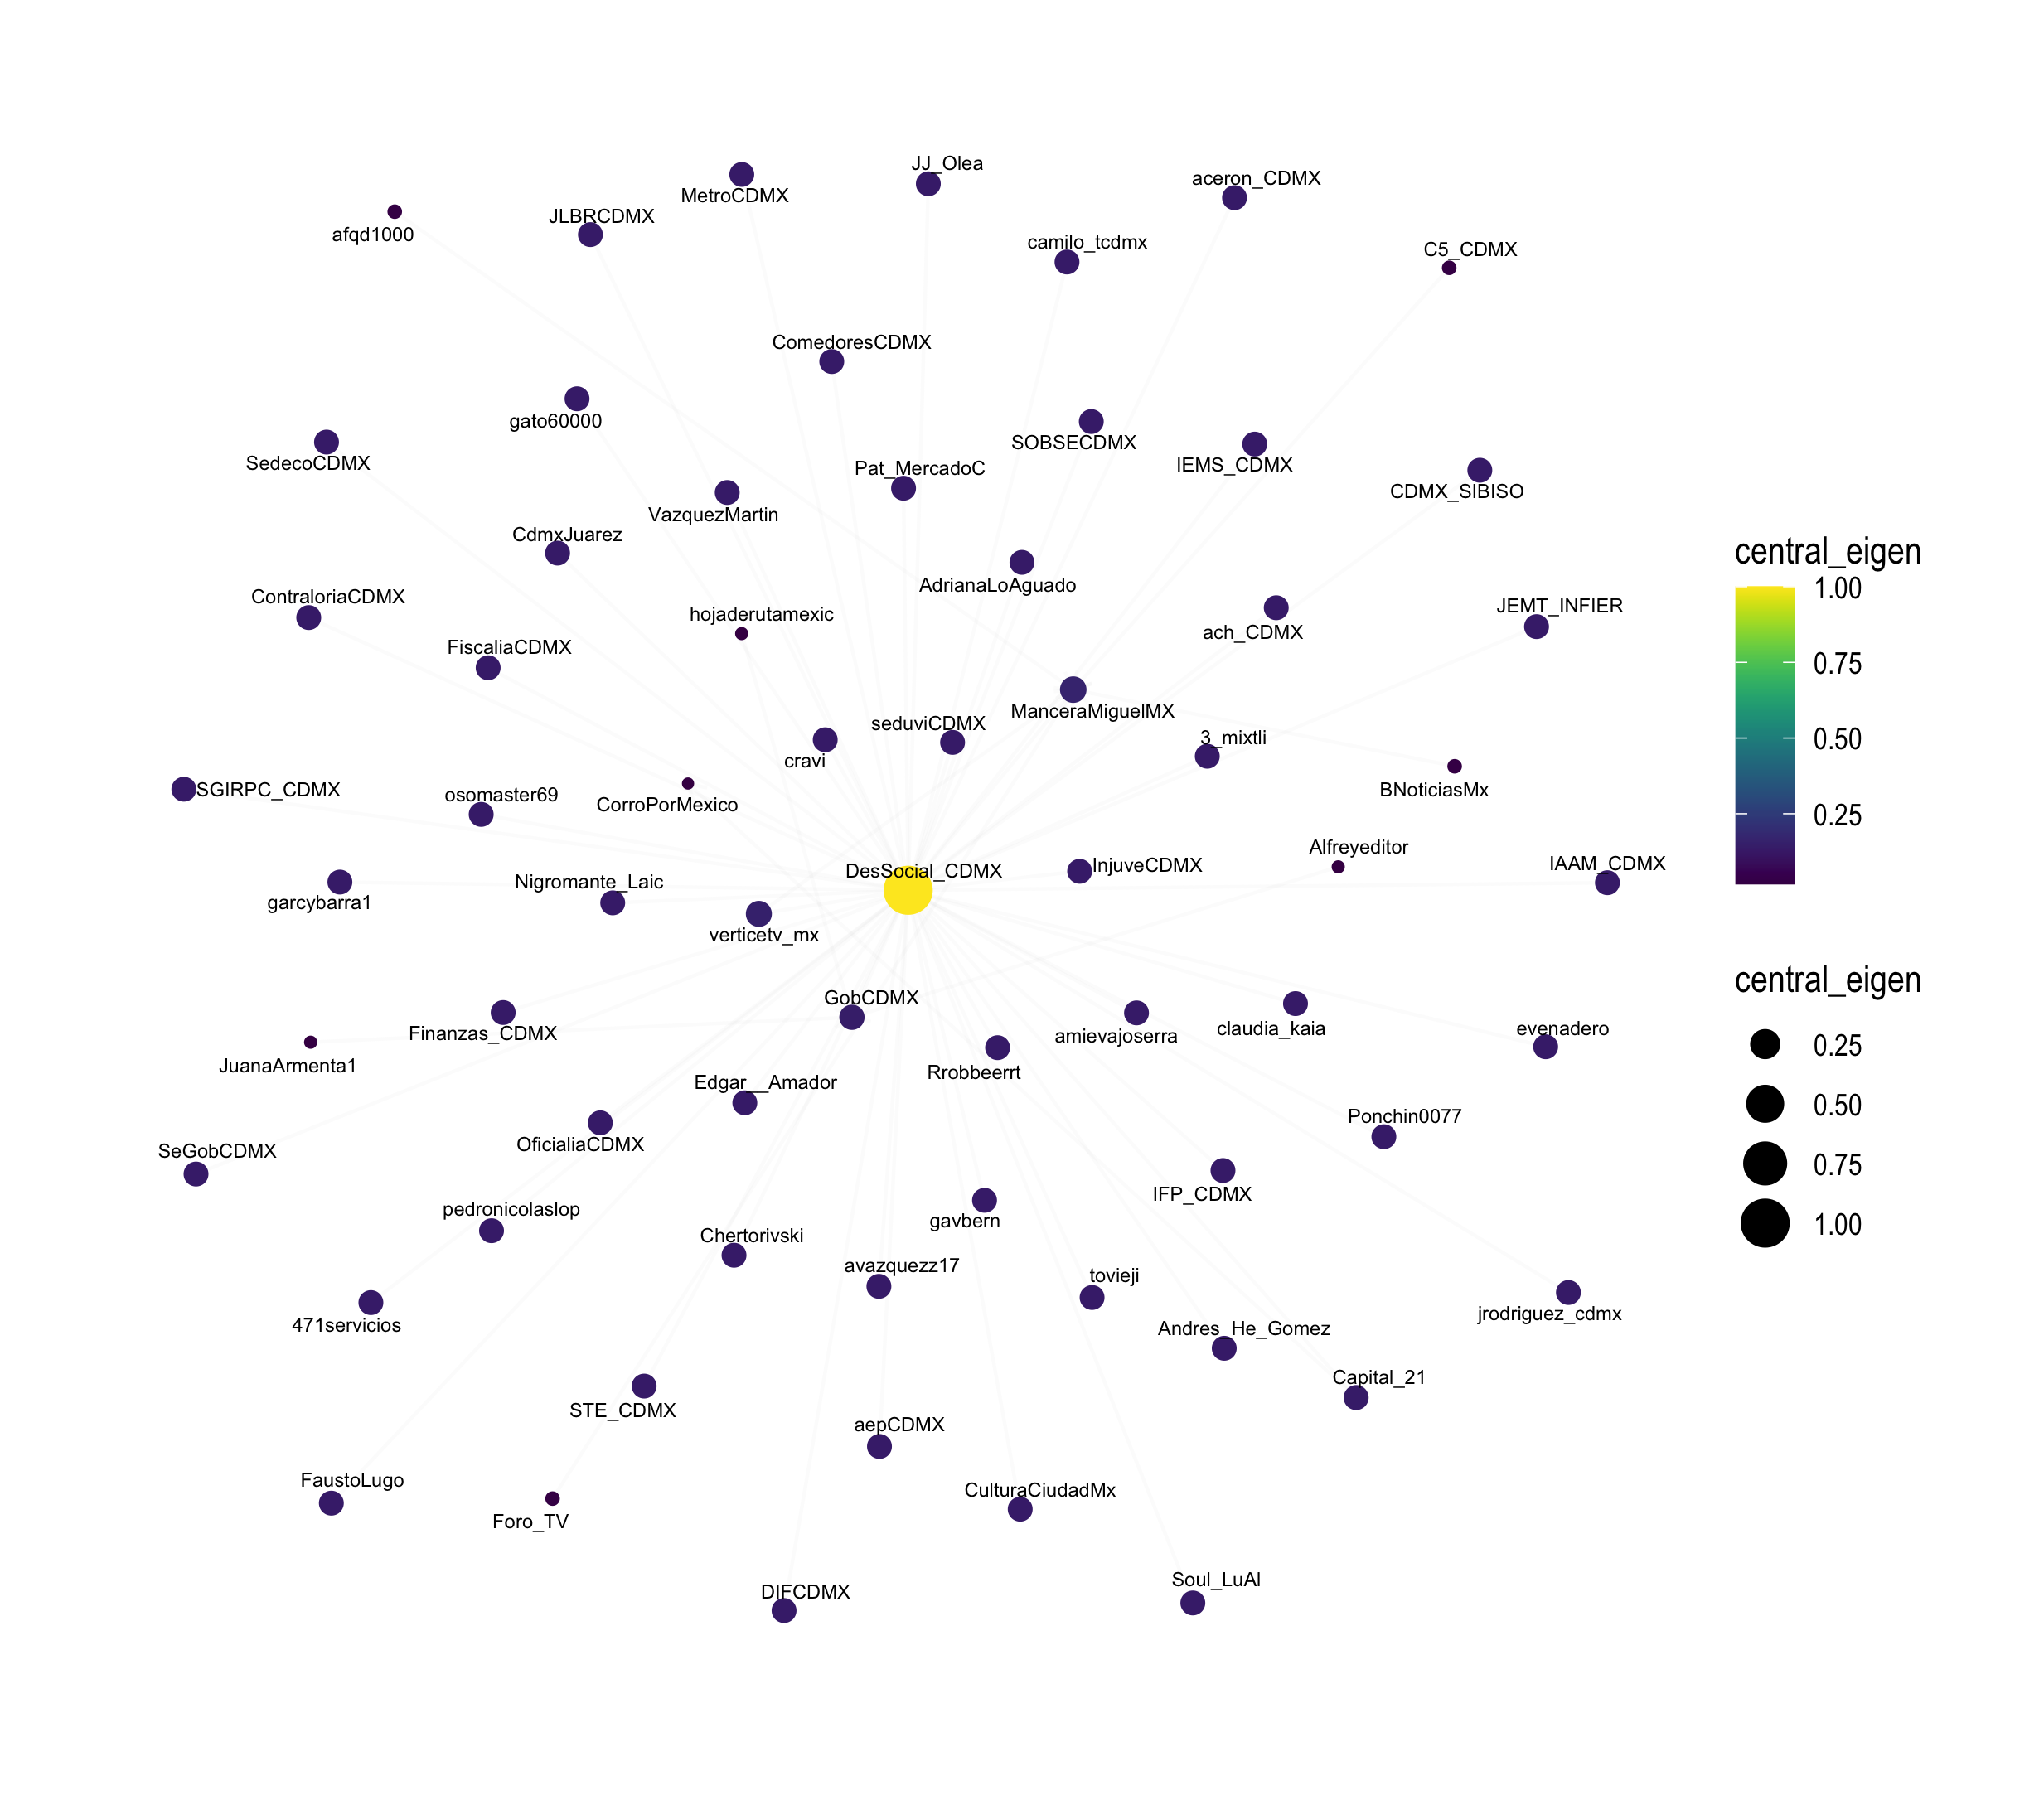 JJ_Olea
aceron_CDMX
MetroCDMX
JLBRCDMX
afqd1000
camilo_tcdmx
C5_CDMX
ComedoresCDMX
gato60000
SOBSECDMX
SedecoCDMX
Pat_MercadoC
IEMS_CDMX
CDMX_SIBISO
VazquezMartin
CdmxJuarez
AdrianaLoAguado
ContraloriaCDMX
hojaderutamexic
JEMT_INFIER
ach_CDMX
FiscaliaCDMX
ManceraMiguelMX
seduviCDMX
3_mixtli
cravi
SGIRPC_CDMX
osomaster69
CorroPorMexico
BNoticiasMx
Alfreyeditor
DesSocial_CDMX
InjuveCDMX
IAAM_CDMX
Nigromante_Laic
garcybarra1
verticetv_mx
GobCDMX
Finanzas_CDMX
amievajoserra
claudia_kaia
evenadero
JuanaArmenta1
Rrobbeerrt
Edgar__Amador
Ponchin0077
OficialiaCDMX
SeGobCDMX
IFP_CDMX
pedronicolaslop
gavbern
Chertorivski
avazquezz17
tovieji
471servicios
Andres_He_Gomez
jrodriguez_cdmx
Capital_21
STE_CDMX
aepCDMX
FaustoLugo
CulturaCiudadMx
Foro_TV
DIFCDMX
Soul_LuAl
central_eigen
1.00
0.75
0.50
0.25
central_eigen
0.25
0.50
0.75
1.00